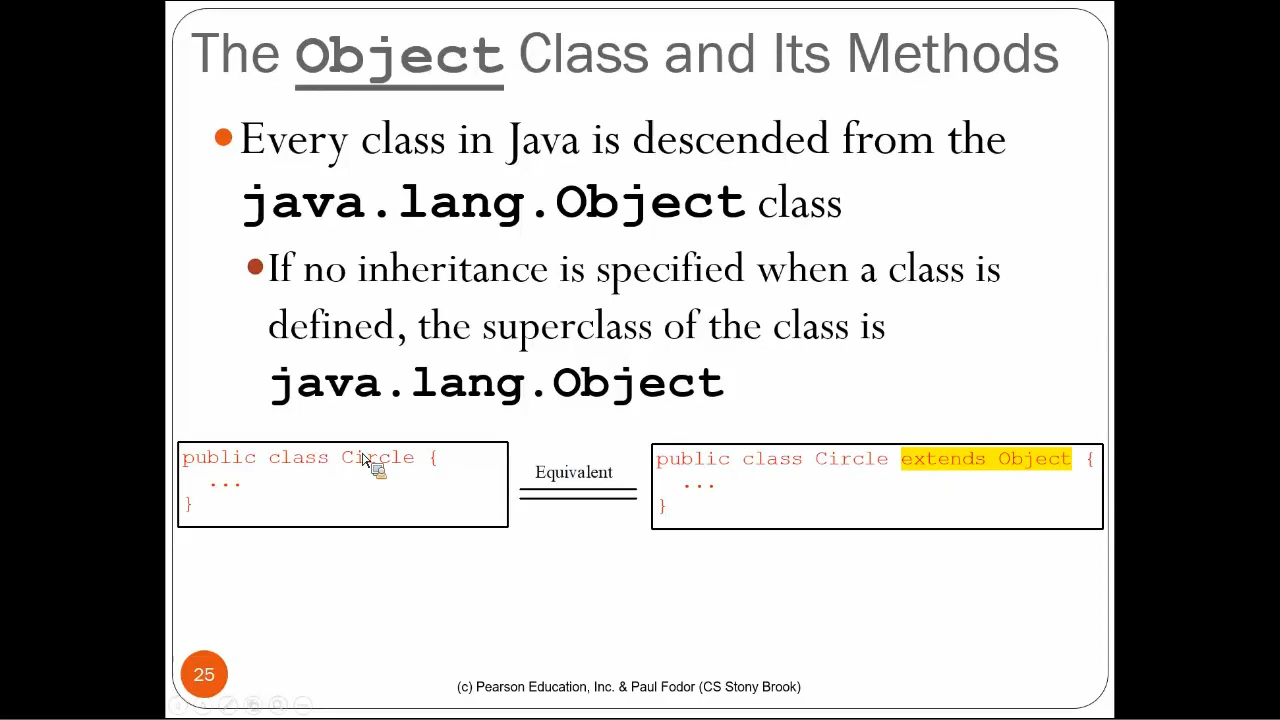 The Object Class and Its Methods
Every class in Java is descended from the
java.lang.Object class
If no inheritance is specified when a class is
defined, the superclass of the class is
java.lang.Object
public class Circle {
...
}
Equivalent
public class Circle extends Object {
...
}
25
(c) Pearson Education, Inc. & Paul Fodor (CS Stony Brook)